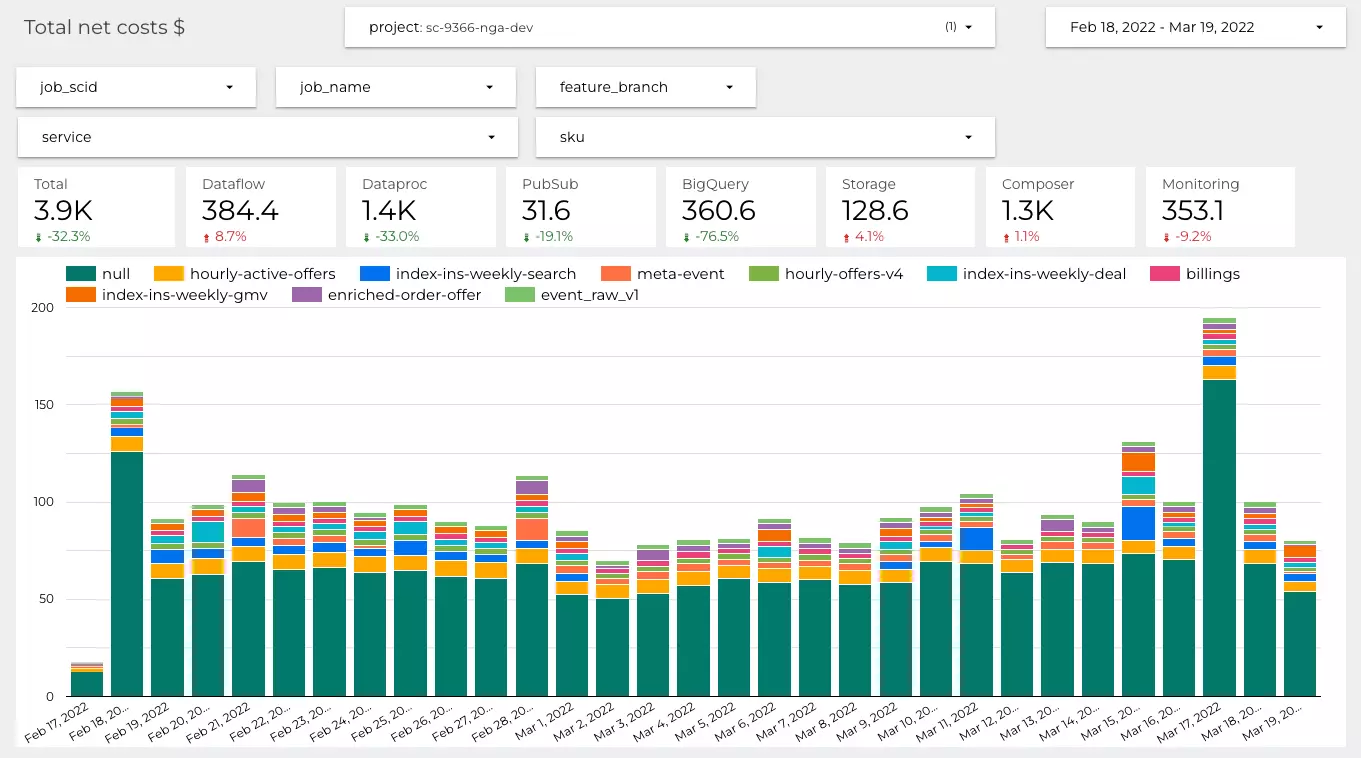 Total net costs $
project: sc-9366-nga-dev (1)
Feb 18, 2022 - Mar 19, 2022
job_scid job_name feature_branch
service sku
Total Dataflow Dataproc PubSub BigQuery Storage Composer Monitoring
3.9K 384.4 1.4K 31.6 360.6 128.6 1.3K 353.1
-32.3% 8.7% -33.0% -19.1% -76.5% 4.1% 1.1% -9.2%
null hourly-active-offers index-ins-weekly-search meta-event hourly-offers-v4 index-ins-weekly-deal billings
index-ins-weekly-gmv enriched-order-offer event_raw_v1
200
150
100
50
0
Feb 17, 2022 Feb 18, 20... Feb 19, 2022 Feb 20, 20... Feb 21, 2022 Feb 22, 20... Feb 23, 20... Feb 24, 20... Feb 25, 20... Feb 26, 20... Feb 27, 20... Feb 28, 20... Mar 1, 2022 Mar 2, 2022 Mar 3, 2022 Mar 4, 2022 Mar 5, 2022 Mar 6, 2022 Mar 7, 2022 Mar 8, 2022 Mar 9, 2022 Mar 10, 20... Mar 11, 2022 Mar 12, 20... Mar 13, 20... Mar 14, 20... Mar 15, 20... Mar 16, 20... Mar 17, 2022 Mar 18, 20... Mar 19, 20...